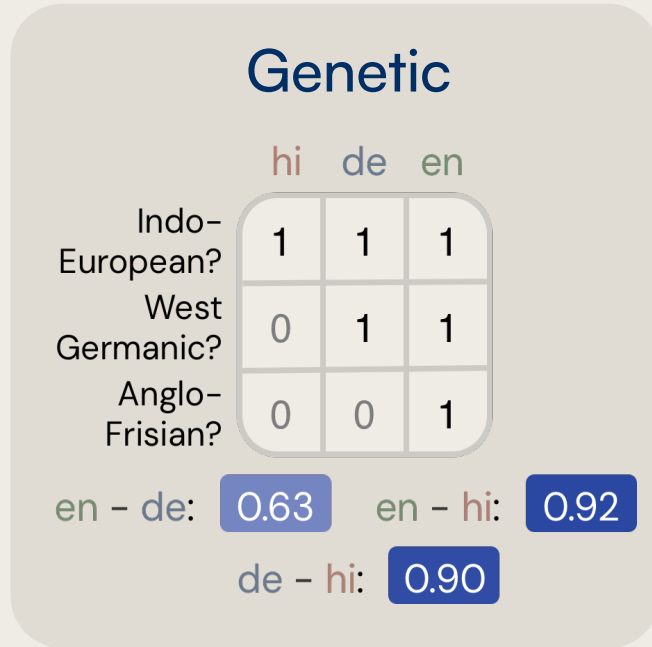 Genetic
hi de en
Indo-
European? 1 1 1
West
Germanic? 0 1 1
Anglo-
Frisian? 0 0 1
en - de: 0.63 en - hi: 0.92
de - hi: 0.90